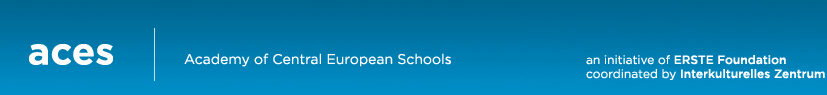 aces
Academy of Central European Schools
an initiative of ERSTE Foundation
coordinated by Interkulturelles Zentrum